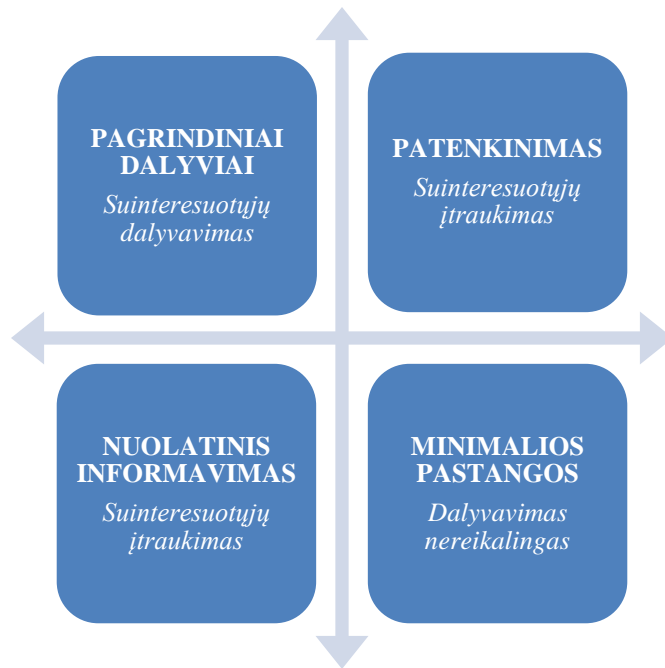 PAGRINDINIAI
DALYVIAI
Suinteresuotųjų
dalyvavimas
PATENKINIMAS
Suinteresuotųjų
įtraukimas
NUOLATINIS
INFORMAVIMAS
Suinteresuotųjų
įtraukimas
MINIMALIOS
PASTANGOS
Dalyvavimas
nereikalingas